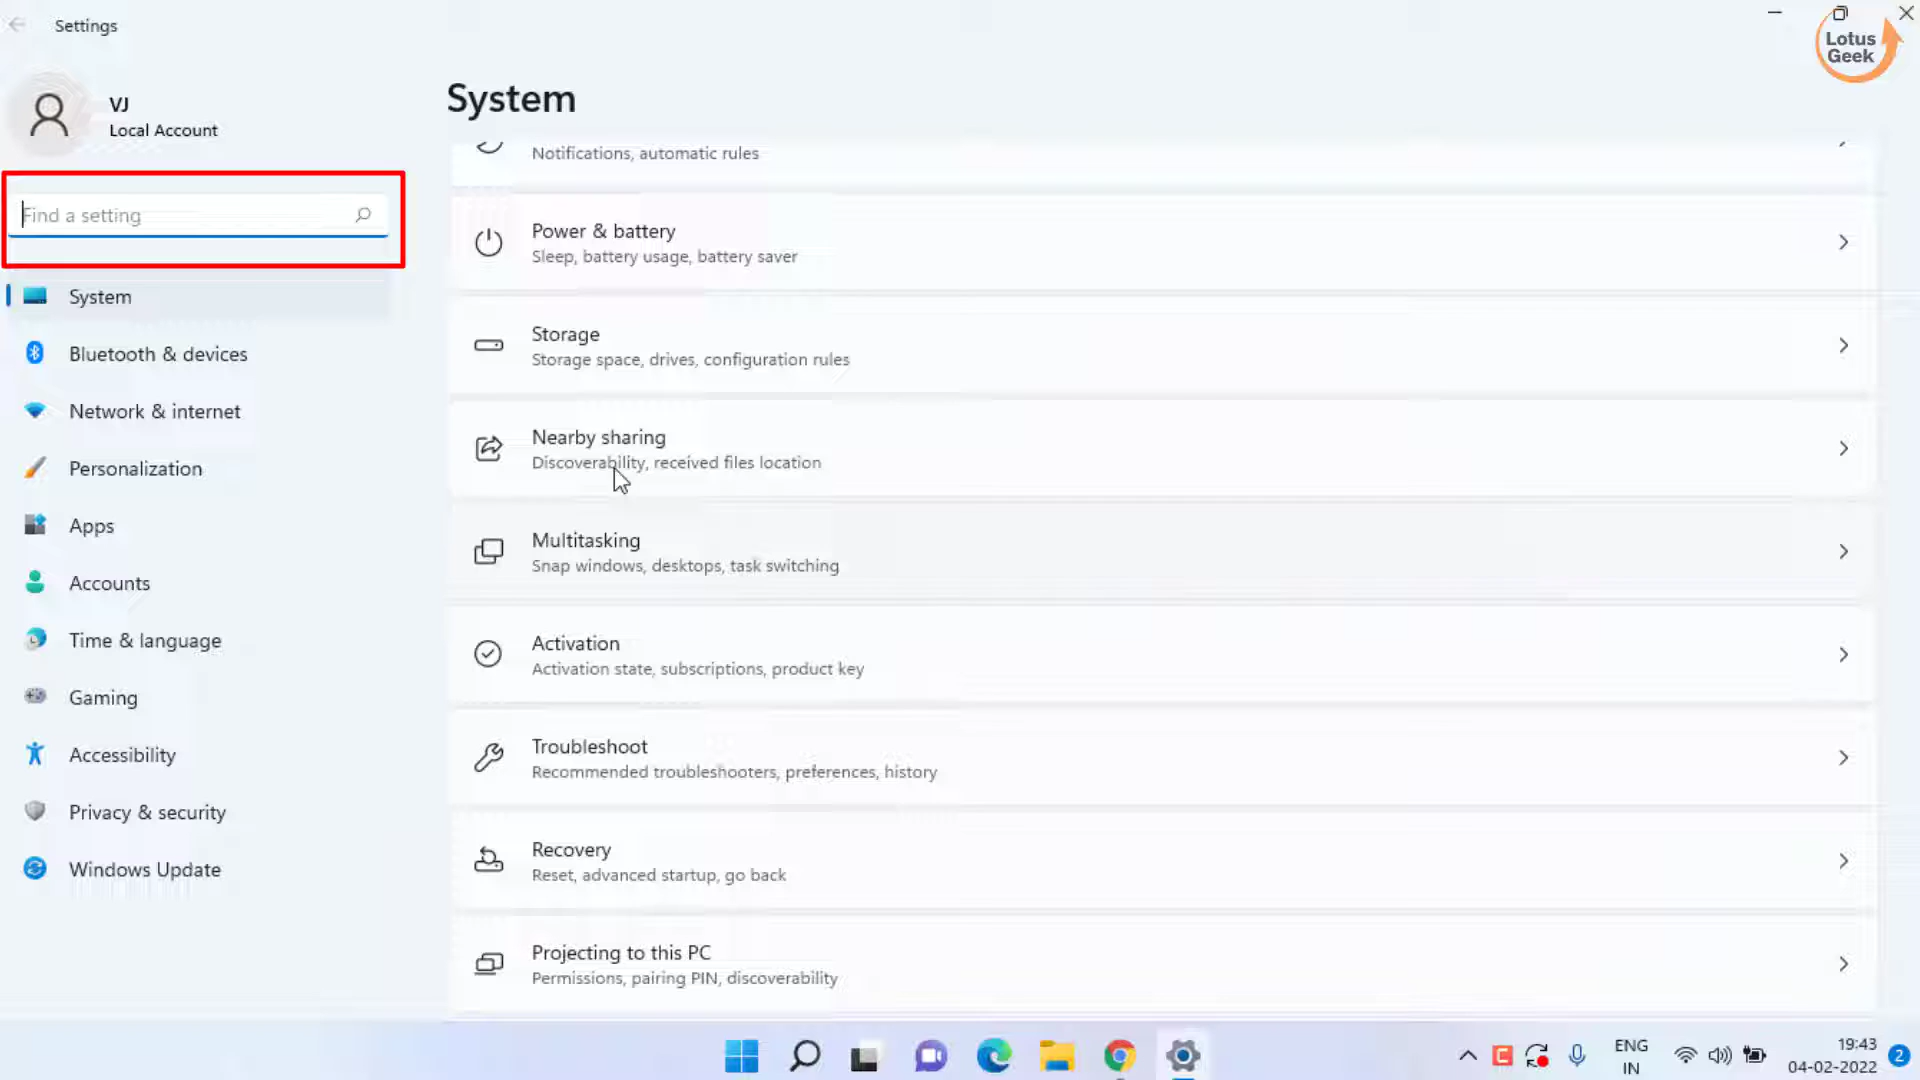 Settings
Lotus
Geek
VJ
Local Account
Find a setting
System
Bluetooth & devices
Network & internet
Personalization
Apps
Accounts
Time & language
Gaming
Accessibility
Privacy & security
Windows Update
System
Notifications, automatic rules
Power & battery
Sleep, battery usage, battery saver
Storage
Storage space, drives, configuration rules
Nearby sharing
Discoverability, received files location
Multitasking
Snap windows, desktops, task switching
Activation
Activation state, subscriptions, product key
Troubleshoot
Recommended troubleshooters, preferences, history
Recovery
Reset, advanced startup, go back
Projecting to this PC
Permissions, pairing PIN, discoverability
ENG
IN
19:43
04-02-2022
2